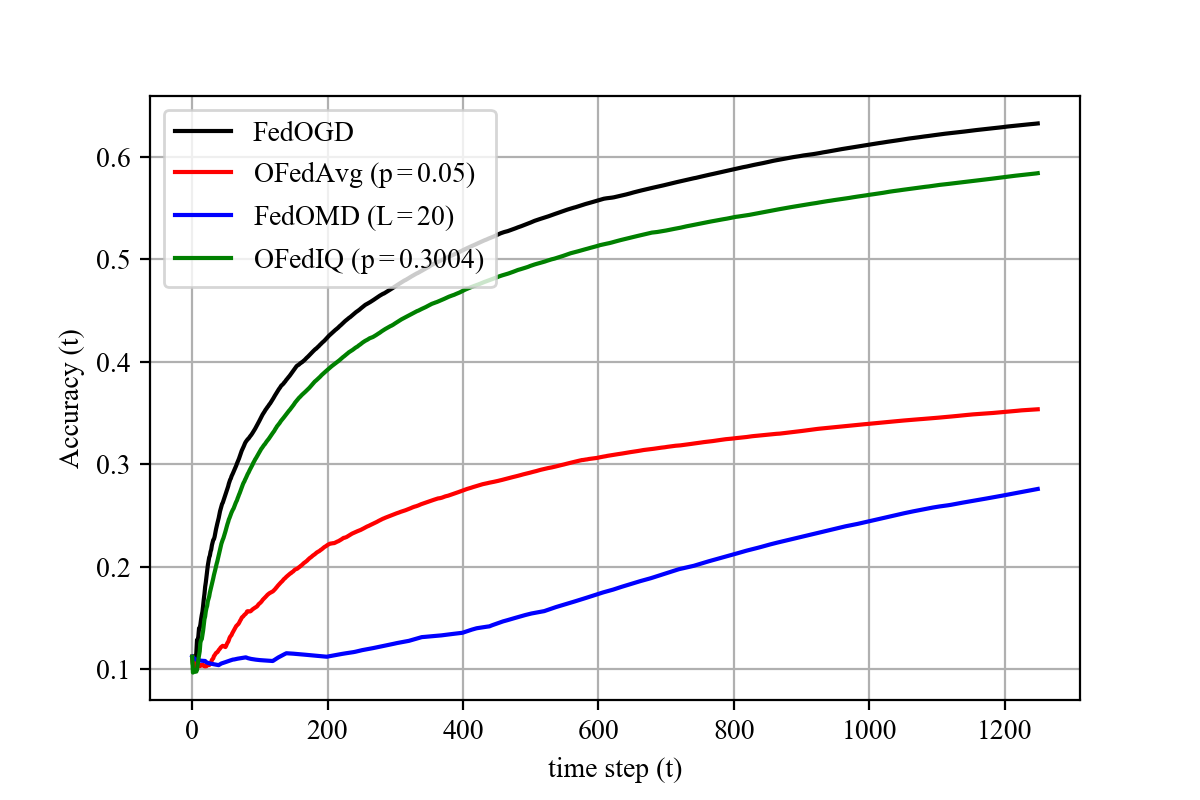 FedOGD
OFedAvg (p=0.05)
FedOMD (L=20)
OFedIQ (p=0.3004)
0.6
0.5
0.4
0.3
0.2
0.1
Accuracy (t)
0 200 400 600 800 1000 1200
time step (t)